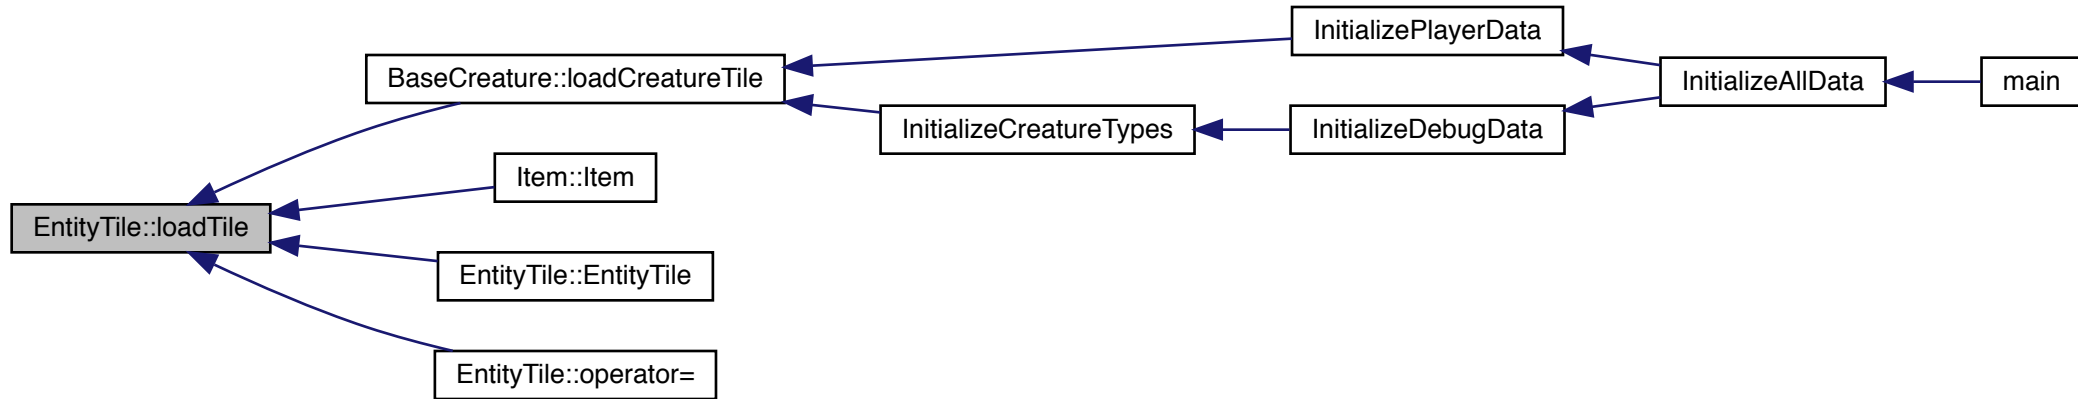 InitializePlayerData
BaseCreature::loadCreatureTile
InitializeAllData
main
InitializeCreatureTypes
InitializeDebugData
Item::Item
EntityTile::loadTile
EntityTile::EntityTile
EntityTile::operator=